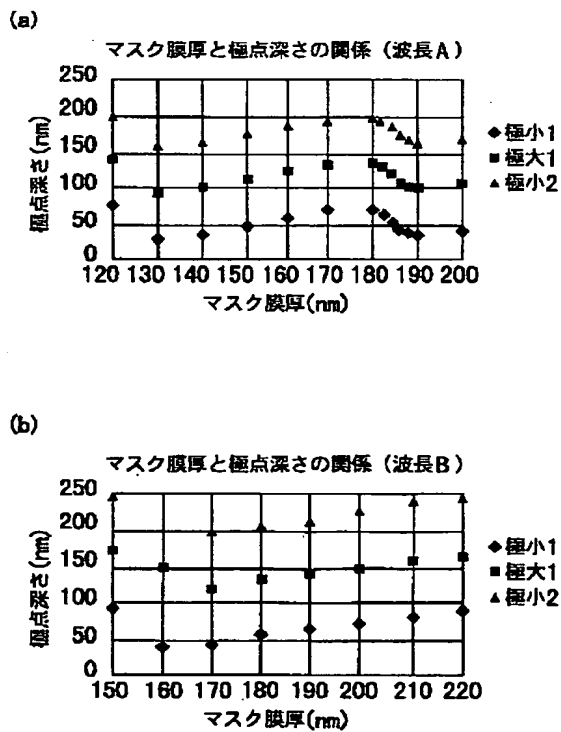 (a)
マスク膜厚と極点深さの関係（波長A）
極点深さ(nm)
250
200
150
100
50
0
120 130 140 150 160 170 180 190 200
マスク膜厚(nm)
◆極小1
■極大1
▲極小2
(b)
マスク膜厚と極点深さの関係（波長B）
極点深さ(nm)
250
200
150
100
50
0
150 160 170 180 190 200 210 220
マスク膜厚(nm)
◆極小1
■極大1
▲極小2